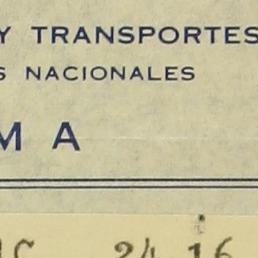 Y TRANSPORTES
S NACIONALES
M A
24 16